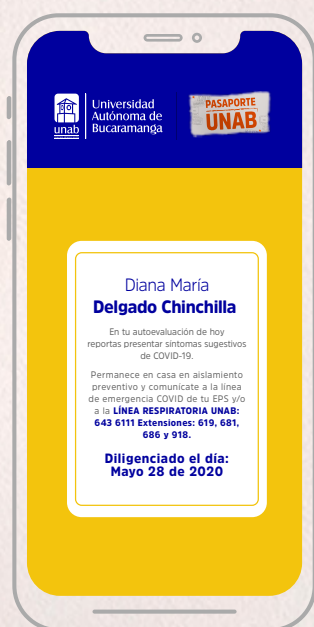 unab
Universidad
Autónoma de
Bucaramanga
PASAPORTE
UNAB
Diana María
Delgado Chinchilla
En tu autoevaluación de hoy
reportas presentar síntomas sugestivos
de COVID-19.
Permanece en casa en aislamiento
preventivo y comunícate a la línea
de emergencia COVID de tu EPS y/o
a la LÍNEA RESPIRATORIA UNAB:
643 6111 Extensiones: 619, 681,
686 y 918.
Diligenciado el día:
Mayo 28 de 2020